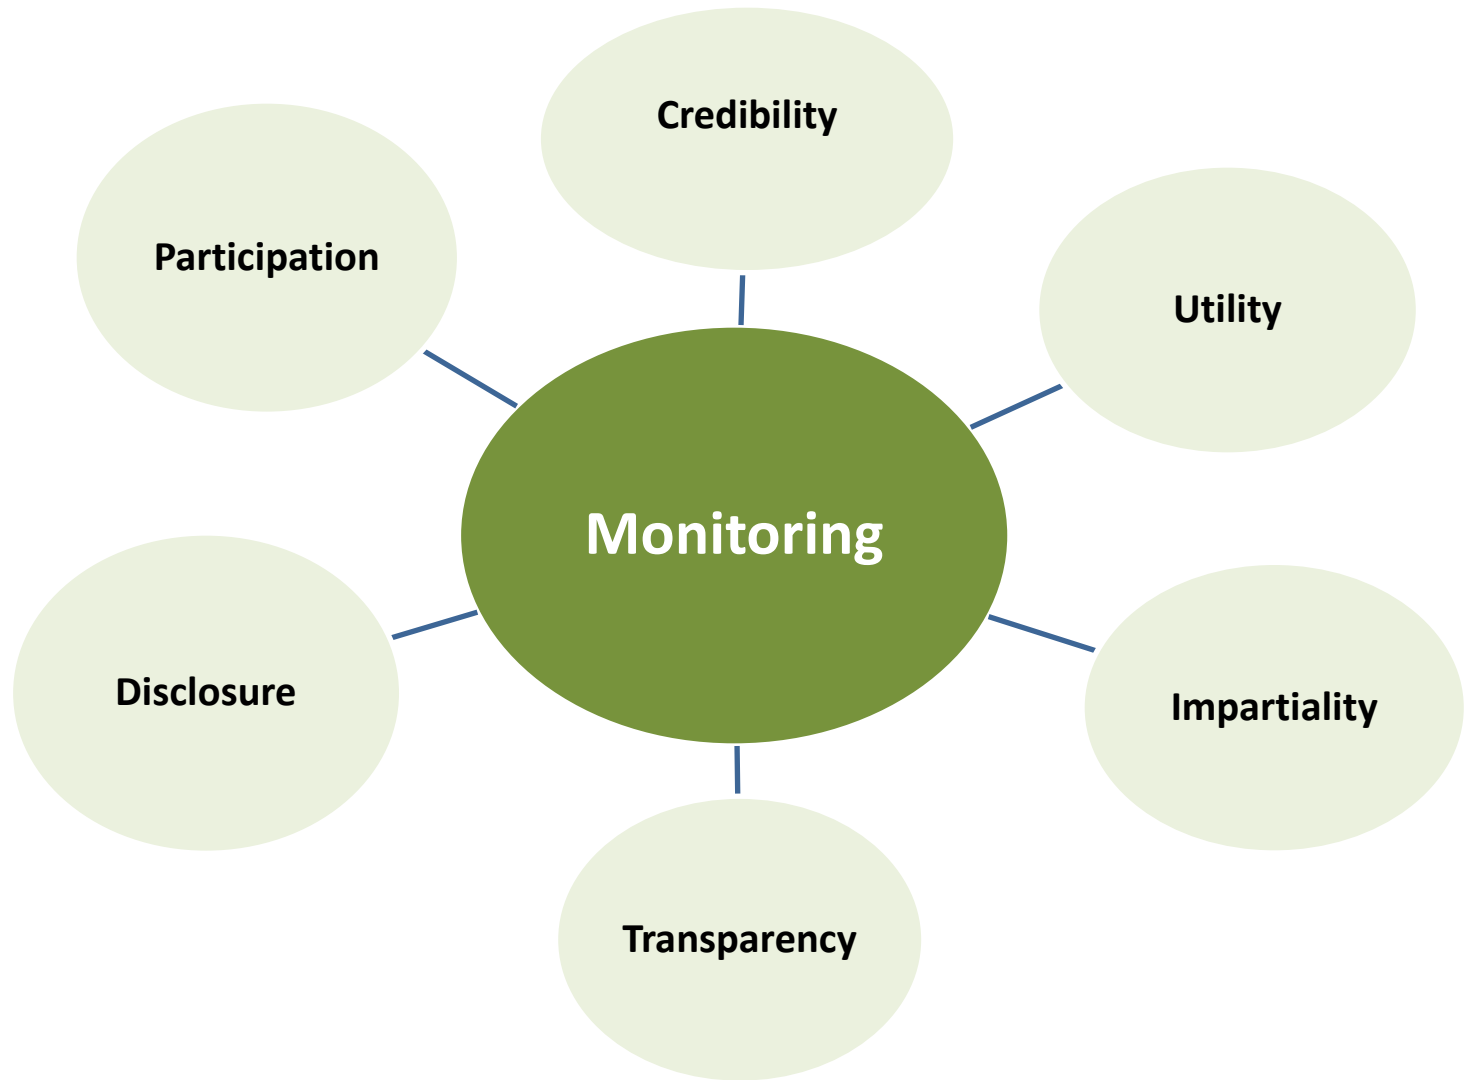 Credibility
Participation
Utility
Monitoring
Disclosure
Impartiality
Transparency